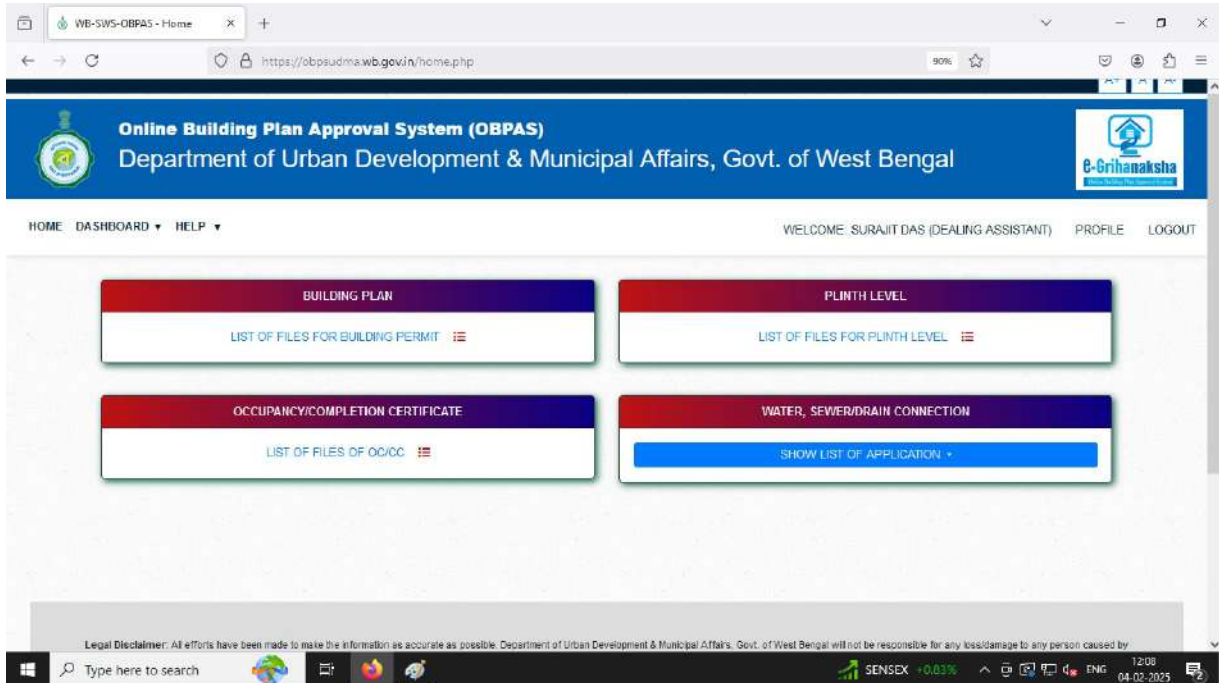 WB-SWS-OBPAS - Home
https://obpsudma.wb.gov.in/home.php
90%
Online Building Plan Approval System (OBPAS)
Department of Urban Development & Municipal Affairs, Govt. of West Bengal
e-Grihanaksha
HOME DASHBOARD ▾ HELP ▾
WELCOME: SURAJIT DAS (DEALING ASSISTANT) PROFILE LOGOUT
BUILDING PLAN
LIST OF FILES FOR BUILDING PERMIT
PLINTH LEVEL
LIST OF FILES FOR PLINTH LEVEL
OCCUPANCY/COMPLETION CERTIFICATE
LIST OF FILES OF OC/CC
WATER, SEWER/DRAIN CONNECTION
SHOW LIST OF APPLICATION
Legal Disclaimer: All efforts have been made to make the information as accurate as possible. Department of Urban Development & Municipal Affairs, Govt. of West Bengal will not be responsible for any loss/damage to any person caused by
Type here to search
SENSEX +0.83%
ENG
12:08
04-02-2025